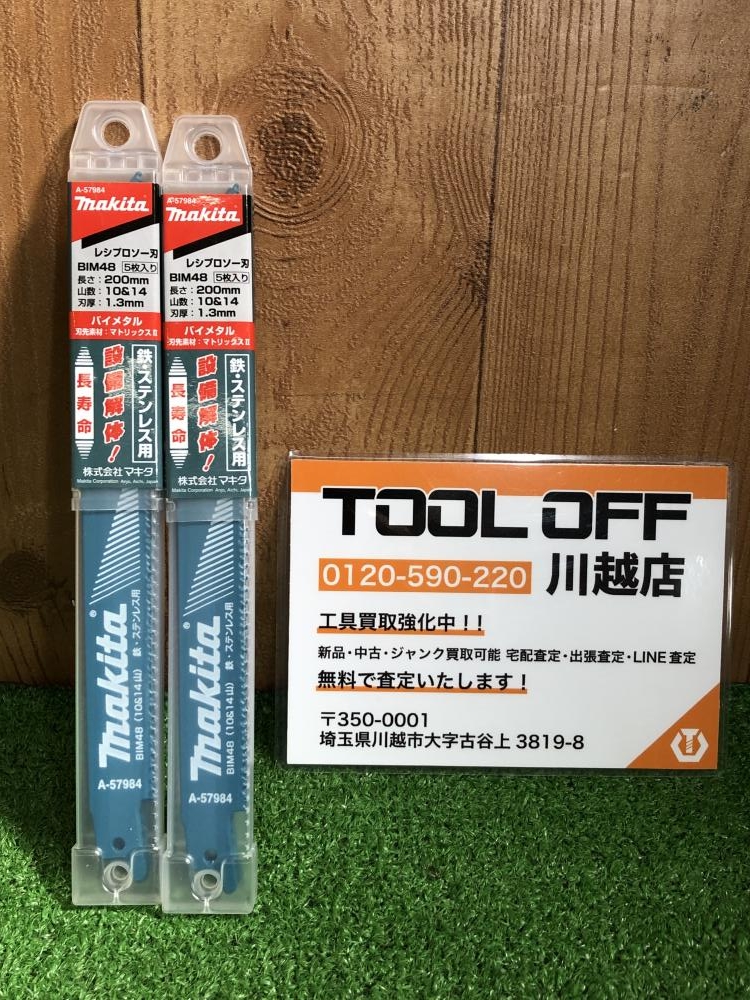 A-57984
makita
レシプロソー刃
BIM48 5枚入り
長さ:200mm
山数:10&14
刃厚:1.3mm
バイメタル
刃先素材:マトリックスⅡ
鉄・ステンレス用
設備解体!
長寿命
株式会社マキタ
Makita Corporation Anjo, Aichi, Japan
makita®
BIM48(10&14山) 鉄・ステンレス用
A-57984
A-57984
makita
レシプロソー刃
BIM48 5枚入り
長さ:200mm
山数:10&14
刃厚:1.3mm
バイメタル
刃先素材:マトリックスⅡ
鉄・ステンレス用
設備解体!
長寿命
株式会社マキタ
Makita Corporation Anjo, Aichi, Japan
makita®
BIM48(10&14山) 鉄・ステンレス用
A-57984
TOOL OFF
0120-590-220 川越店
工具買取強化中!!
新品・中古・ジャンク買取可能 宅配査定・出張査定・LINE査定
無料で査定いたします!
〒350-0001
埼玉県川越市大字古谷上 3819-8